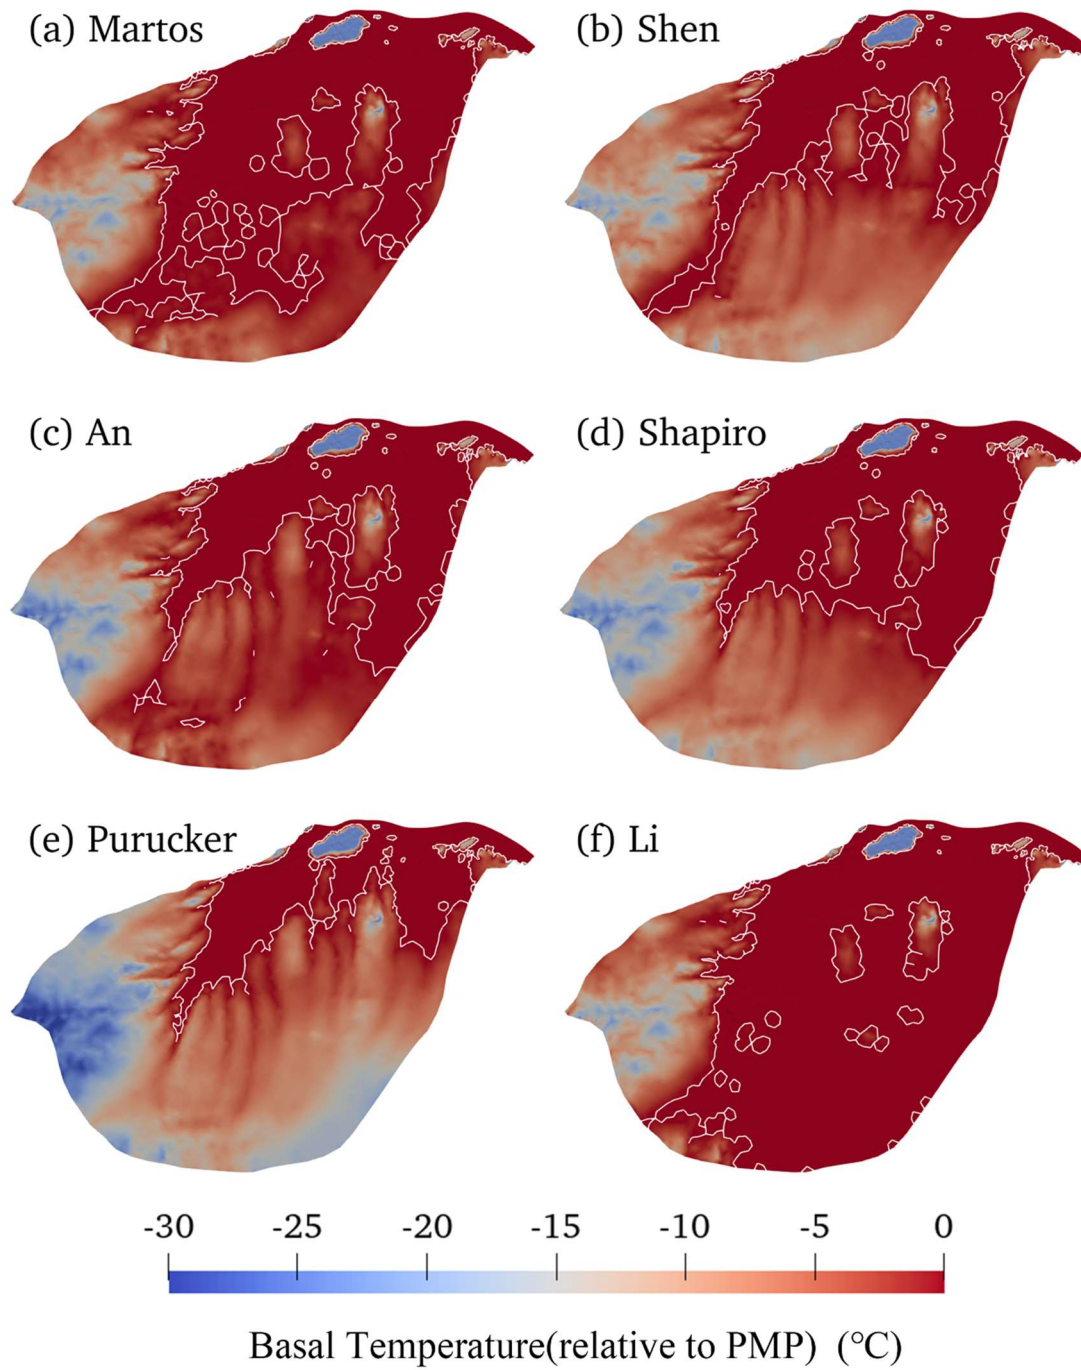 (a) Martos
(b) Shen
(c) An
(d) Shapiro
(e) Purucker
(f) Li
-30 -25 -20 -15 -10 -5 0
Basal Temperature(relative to PMP) (°C)